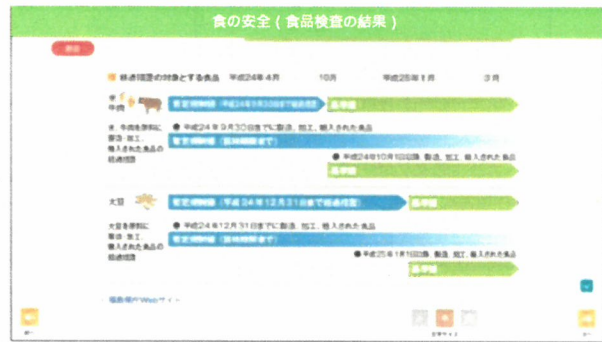 食の安全（食品検査の結果）
経過措置の対象とする食品 平成24年4月 10月 平成25年1月 3月
米
牛肉
暫定規制値（平成24年9月30日まで経過措置） 基準値
米、牛肉を原料に
製造・加工、
輸入された食品の
経過措置
● 平成24年9月30日までに製造、加工、輸入された食品
暫定規制値（賞味期限まで）
● 平成24年10月1日以降、製造、加工、輸入された食品
基準値
大豆
暫定規制値（平成24年12月31日まで経過措置） 基準値
大豆を原料に
製造・加工、
輸入された食品の
経過措置
● 平成24年12月31日までに製造、加工、輸入された食品
暫定規制値（賞味期限まで）
● 平成25年1月1日以降、製造、加工、輸入された食品
基準値
文字サイズ